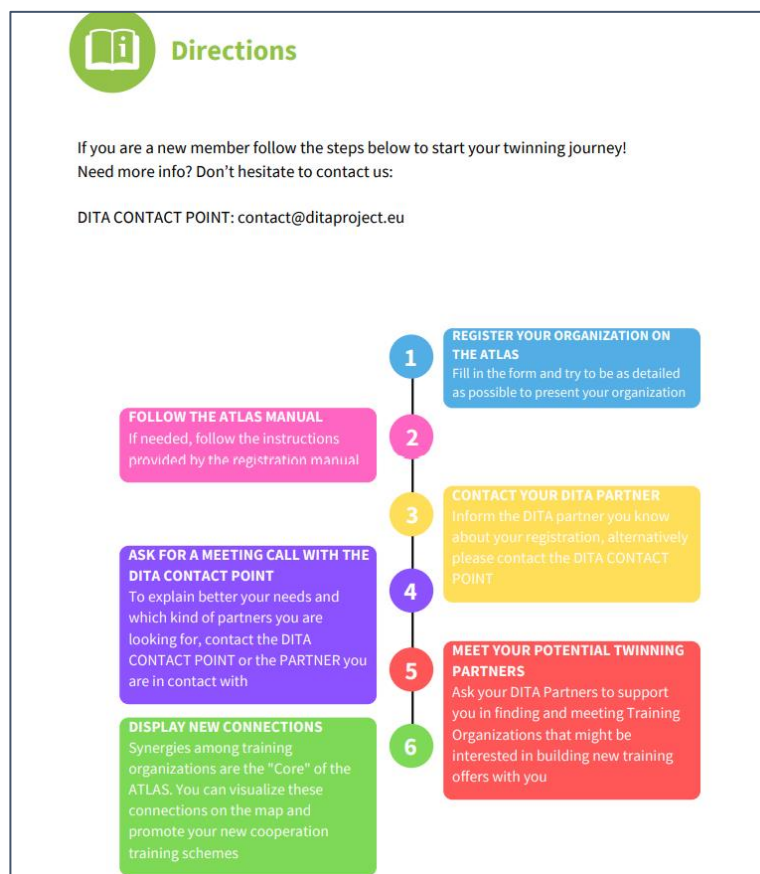 i
Directions
If you are a new member follow the steps below to start your twinning journey!
Need more info? Don’t hesitate to contact us:
DITA CONTACT POINT: contact@ditaproject.eu
1
REGISTER YOUR ORGANIZATION ON
THE ATLAS
Fill in the form and try to be as detailed
as possible to present your organization
2
FOLLOW THE ATLAS MANUAL
If needed, follow the instructions
provided by the registration manual
3
CONTACT YOUR DITA PARTNER
Inform the DITA partner you know
about your registration, alternatively
please contact the DITA CONTACT
POINT
4
ASK FOR A MEETING CALL WITH THE
DITA CONTACT POINT
To explain better your needs and
which kind of partners you are
looking for, contact the DITA
CONTACT POINT or the PARTNER you
are in contact with
5
MEET YOUR POTENTIAL TWINNING
PARTNERS
Ask your DITA Partners to support
you in finding and meeting Training
Organizations that might be
interested in building new training
offers with you
6
DISPLAY NEW CONNECTIONS
Synergies among training
organizations are the "Core" of the
ATLAS. You can visualize these
connections on the map and
promote your new cooperation
training schemes